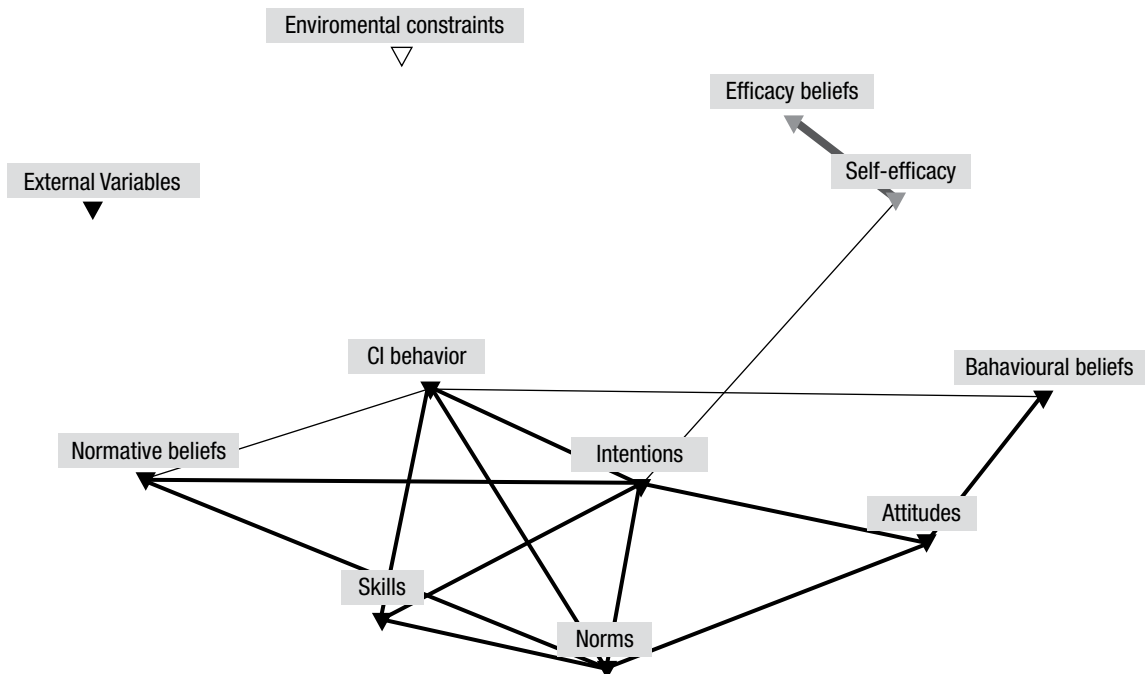 Enviromental constraints
Efficacy beliefs
Self-efficacy
External Variables
CI behavior
Bahavioural beliefs
Normative beliefs
Intentions
Attitudes
Skills
Norms